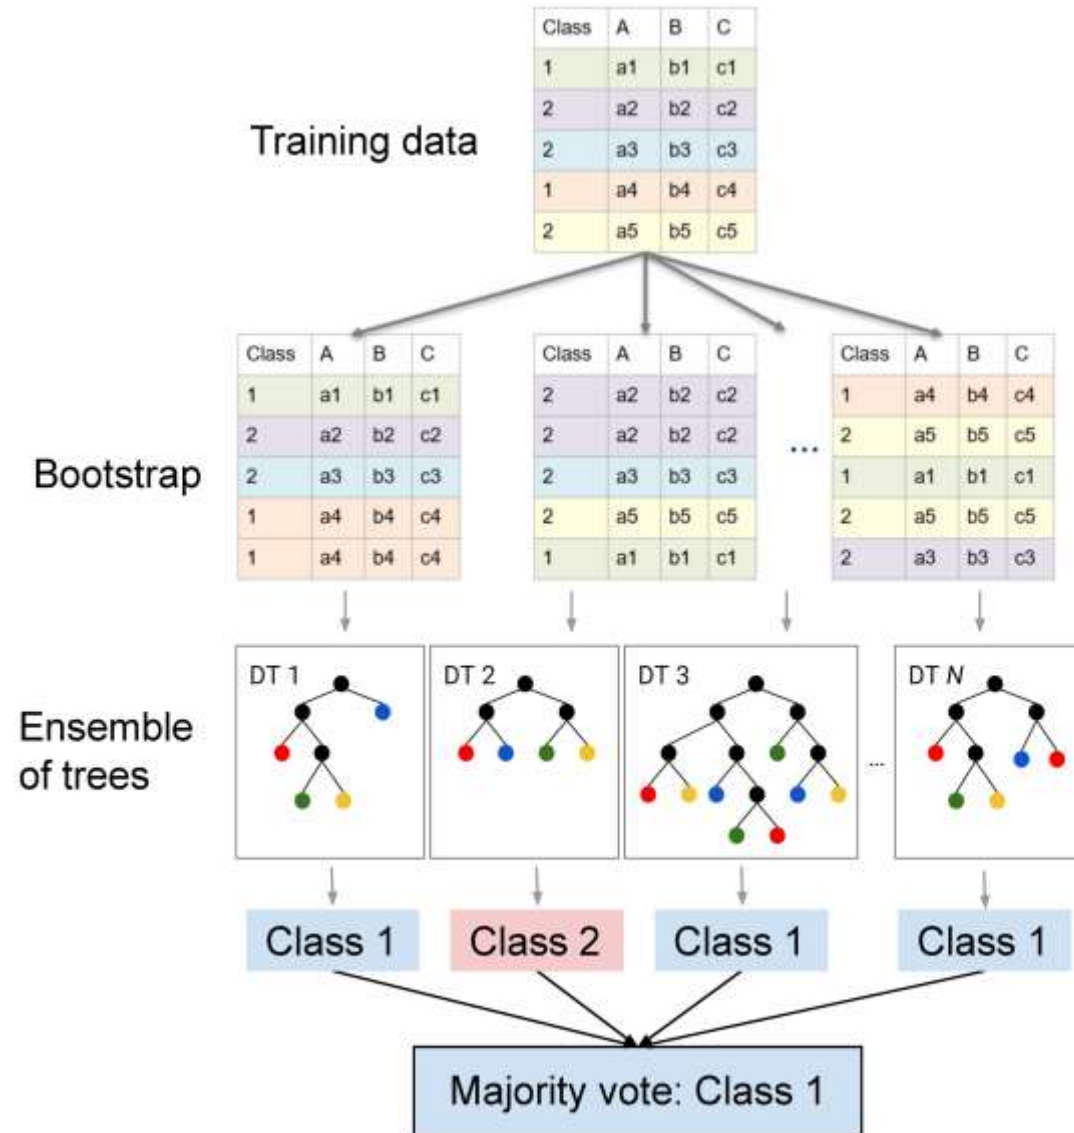 Class A B C
1 a1 b1 c1
2 a2 b2 c2
Training data
2 a3 b3 c3
1 a4 b4 c4
2 a5 b5 c5
Class A B C
1 a1 b1 c1
2 a2 b2 c2
2 a3 b3 c3
1 a4 b4 c4
1 a4 b4 c4
Class A B C
2 a2 b2 c2
2 a2 b2 c2
2 a3 b3 c3
2 a5 b5 c5
1 a1 b1 c1
...
Class A B C
1 a4 b4 c4
2 a5 b5 c5
1 a1 b1 c1
2 a5 b5 c5
2 a3 b3 c3
Bootstrap
DT 1
DT 2
DT 3
DT N
Ensemble
of trees
...
Class 1
Class 2
Class 1
Class 1
Majority vote: Class 1